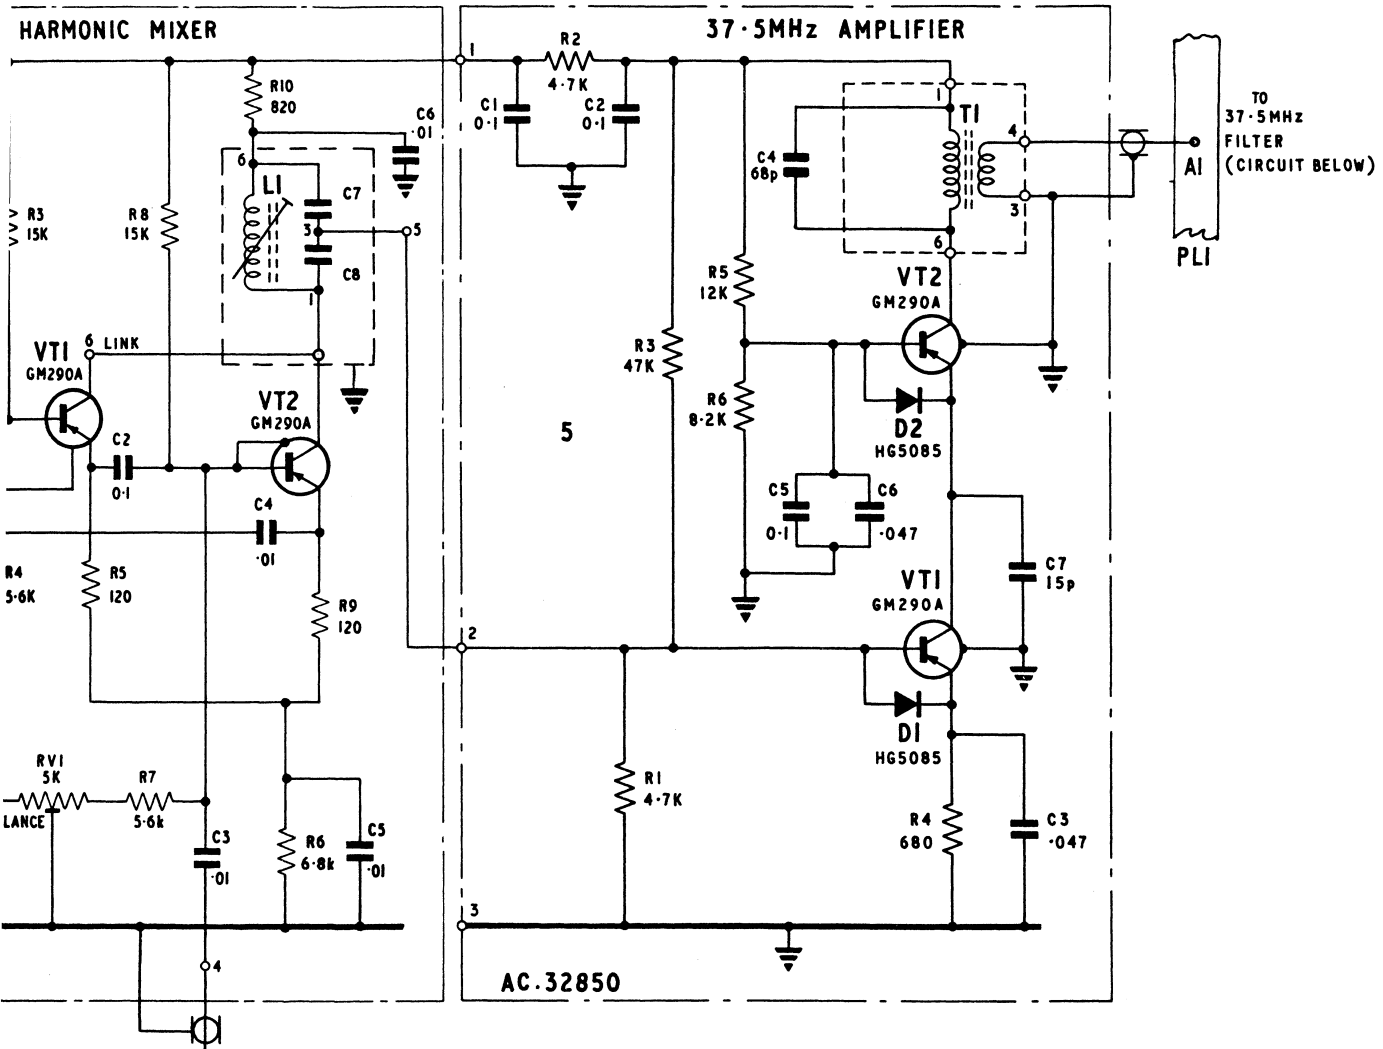 HARMONIC MIXER
R10
820
C6
.01
6
L1
C7
3
5
C8
1
R3
15K
R8
15K
VT1
GM290A
6 LINK
VT2
GM290A
C2
0·1
C4
·01
R4
5·6K
R5
120
R9
120
RV1
5K
LANCE
R7
5·6k
C3
·01
R6
6·8k
C5
·01
4
37·5MHz AMPLIFIER
1
R2
4·7K
C1
0·1
C2
0·1
1
T1
C4
68p
4
3
6
A1
PL1
TO
37·5MHz
FILTER
(CIRCUIT BELOW)
R5
12K
VT2
GM290A
R3
47K
R6
8·2K
D2
HG5085
5
C5
0·1
C6
·047
C7
15p
VT1
GM290A
2
D1
HG5085
R1
4·7K
R4
680
C3
·047
3
AC.32850